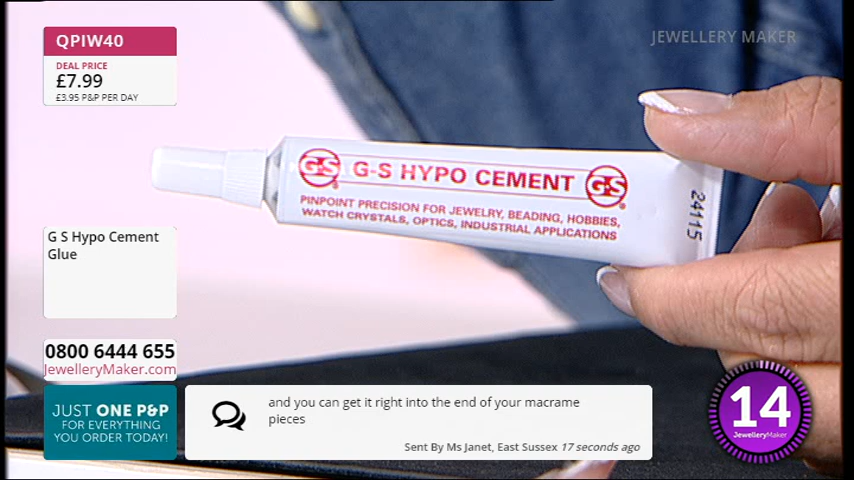 QPIW40
DEAL PRICE
£7.99
£3.95 P&P PER DAY
JEWELLERY MAKER
G-S
G-S HYPO CEMENT
G-S
PINPOINT PRECISION FOR JEWELRY, BEADING, HOBBIES,
WATCH CRYSTALS, OPTICS, INDUSTRIAL APPLICATIONS
24115
G S Hypo Cement
Glue
0800 6444 655
JewelleryMaker.com
JUST ONE P&P
FOR EVERYTHING
YOU ORDER TODAY!
and you can get it right into the end of your macrame
pieces
Sent By Ms Janet, East Sussex 17 seconds ago
14
JewelleryMaker